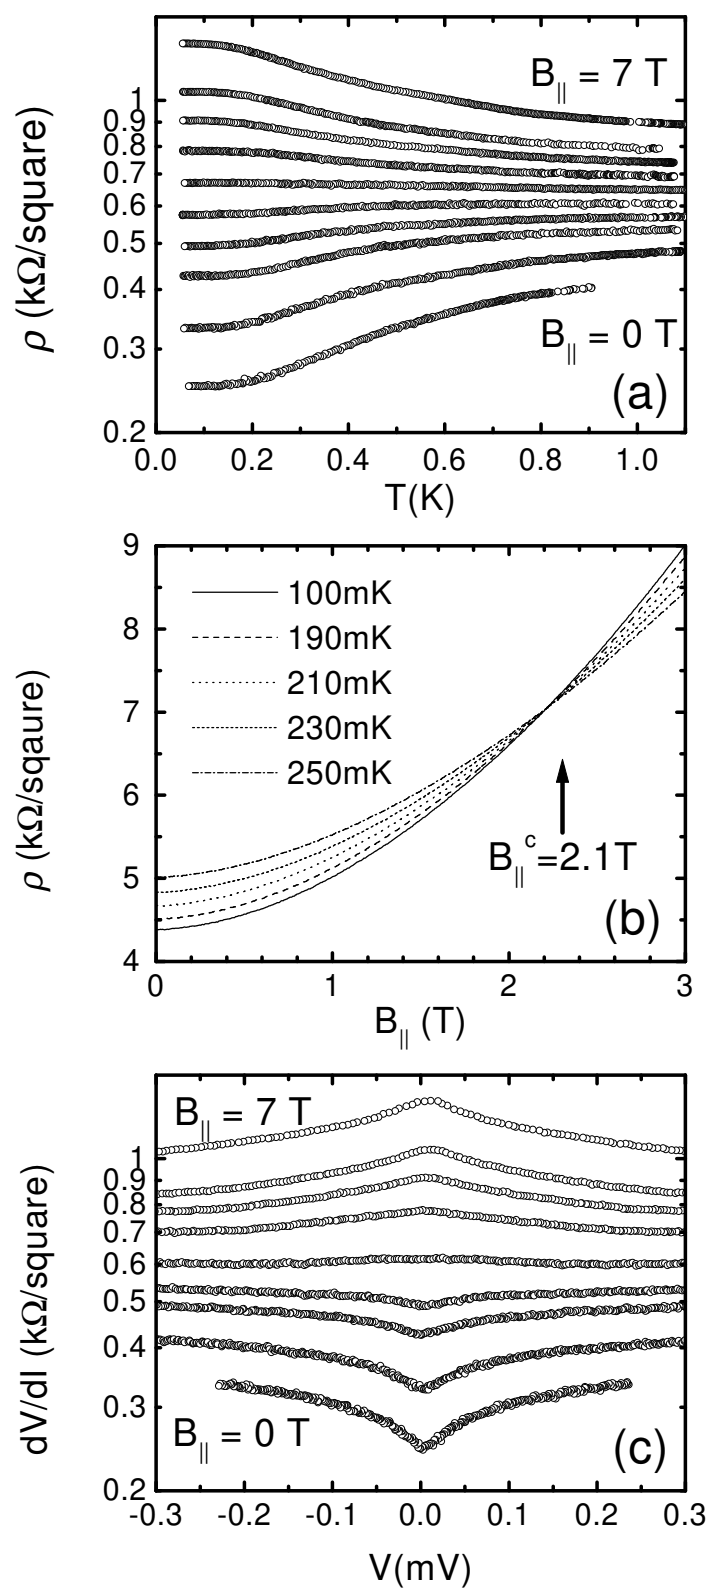 B|| = 7 T
1
0.9
0.8
0.7
0.6
0.5
0.4
0.3
0.2
ρ (kΩ/square)
B|| = 0 T
(a)
0.0 0.2 0.4 0.6 0.8 1.0
T(K)
9
8
7
6
5
4
ρ (kΩ/sqaure)
100mK
190mK
210mK
230mK
250mK
B||c=2.1T
(b)
0 1 2 3
B|| (T)
B|| = 7 T
1
0.9
0.8
0.7
0.6
0.5
0.4
0.3
0.2
dV/dI (kΩ/square)
B|| = 0 T
(c)
-0.3 -0.2 -0.1 0.0 0.1 0.2 0.3
V(mV)